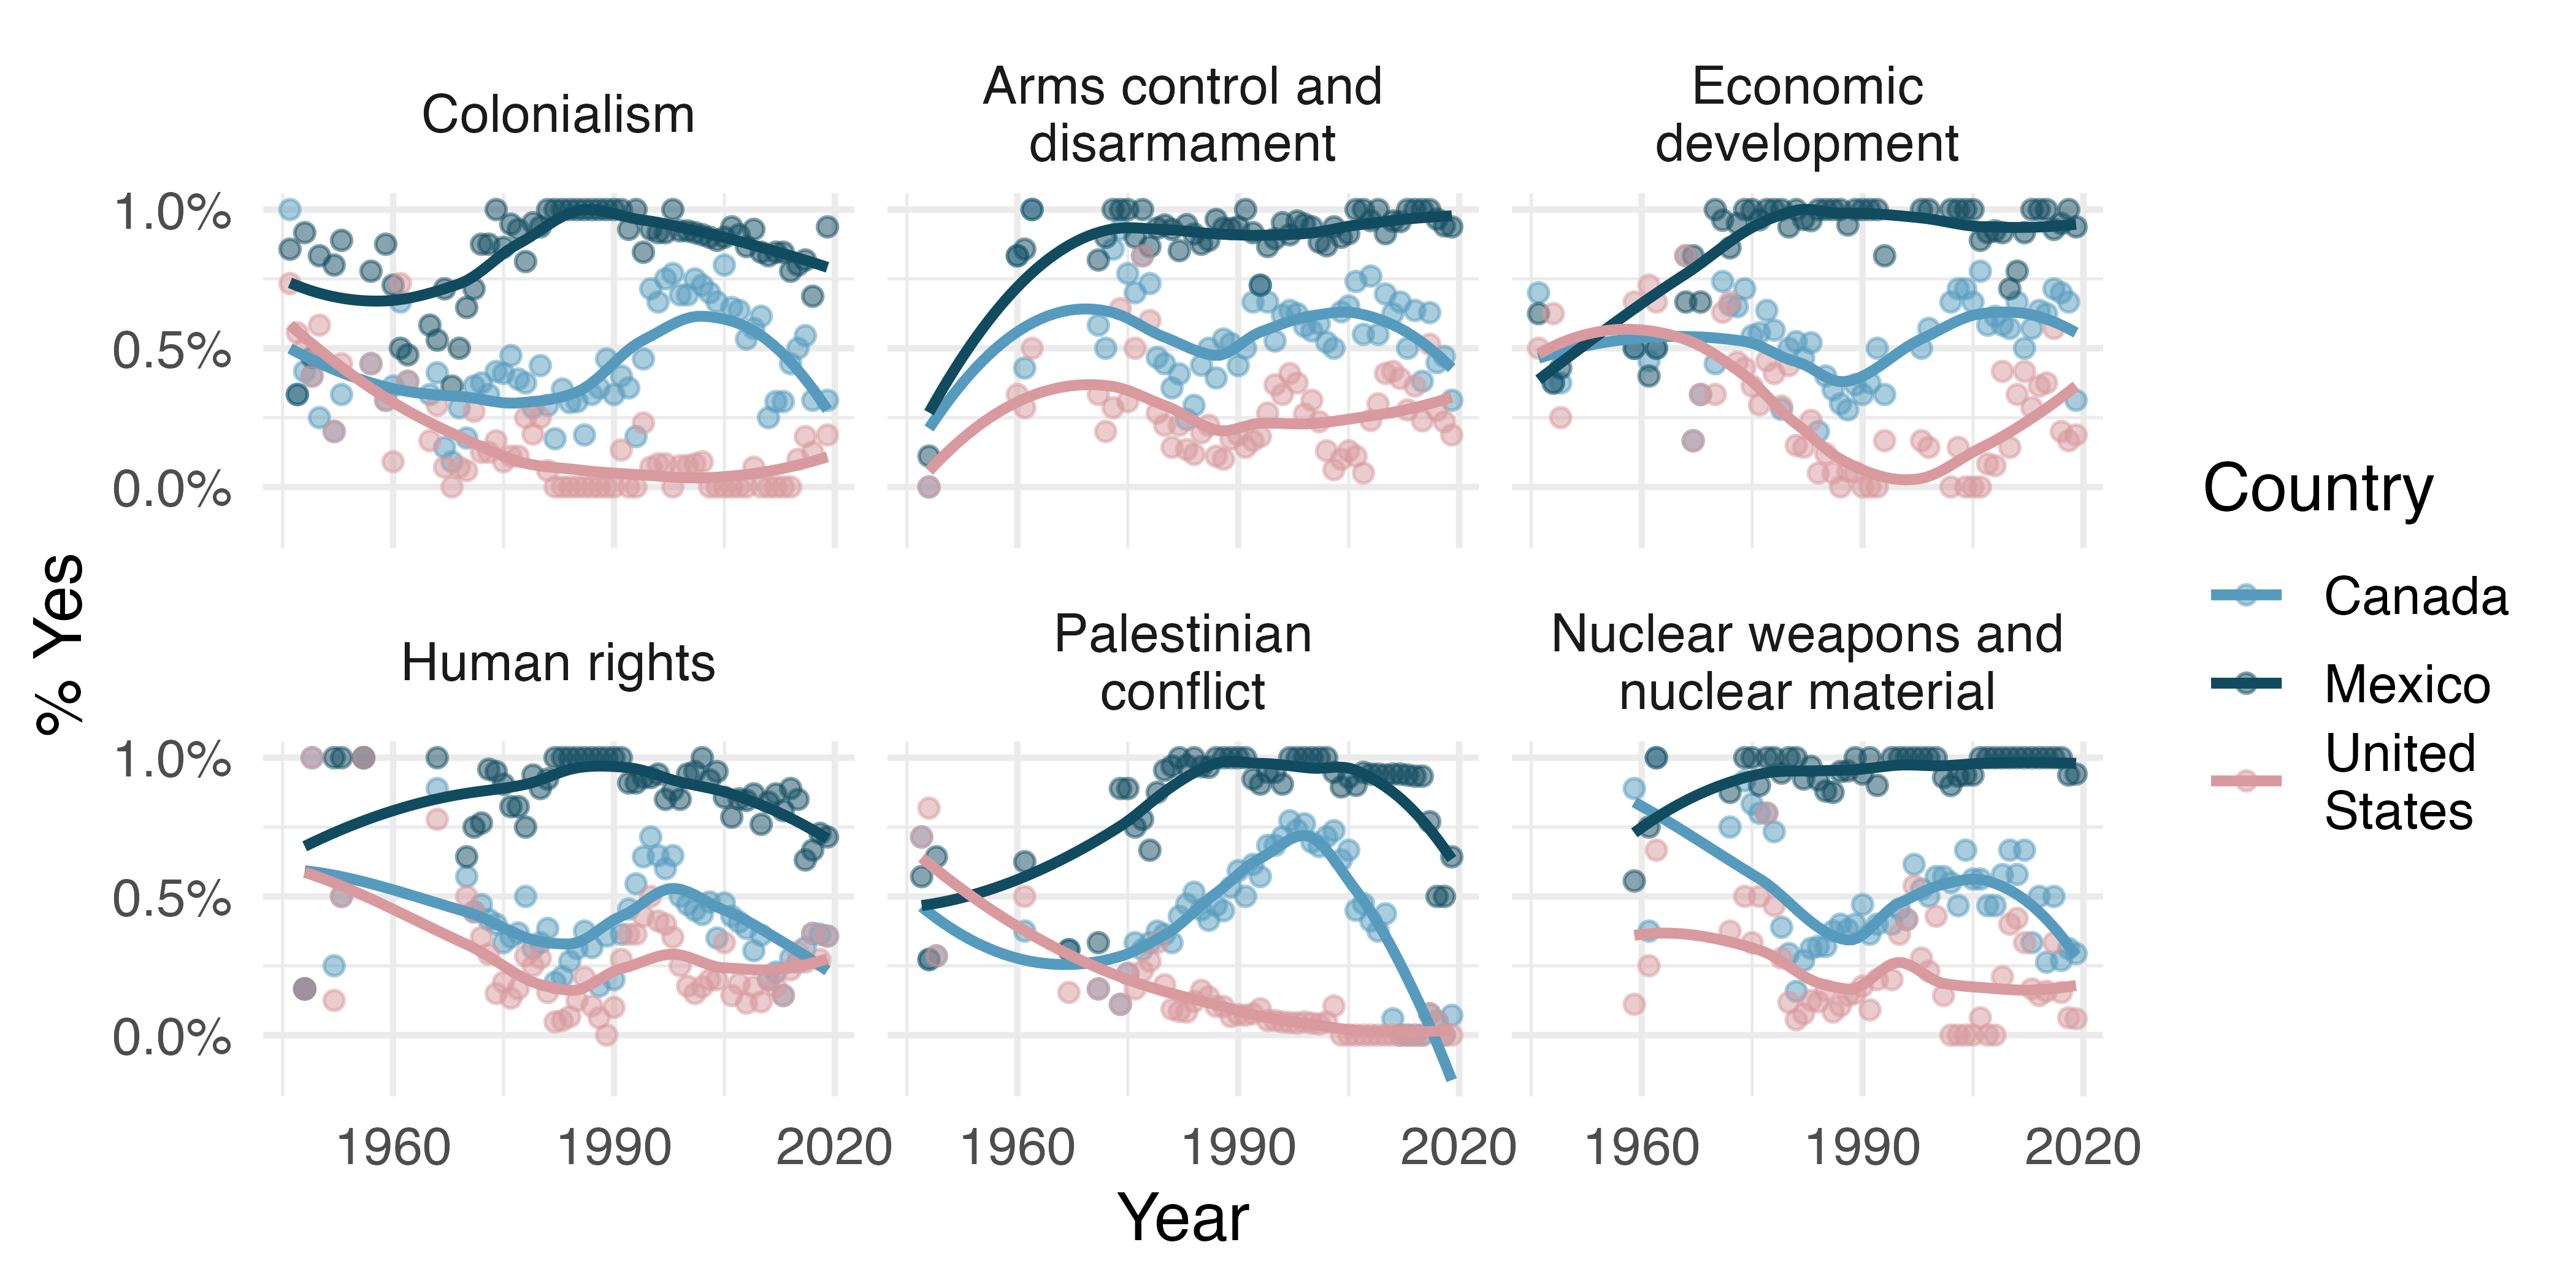 Colonialism
Arms control and
disarmament
Economic
development
1.0%
0.5%
0.0%
Human rights
Palestinian
conflict
Nuclear weapons and
nuclear material
1.0%
0.5%
0.0%
1960 1990 2020 1960 1990 2020 1960 1990 2020
Year
% Yes
Country
Canada
Mexico
United
States